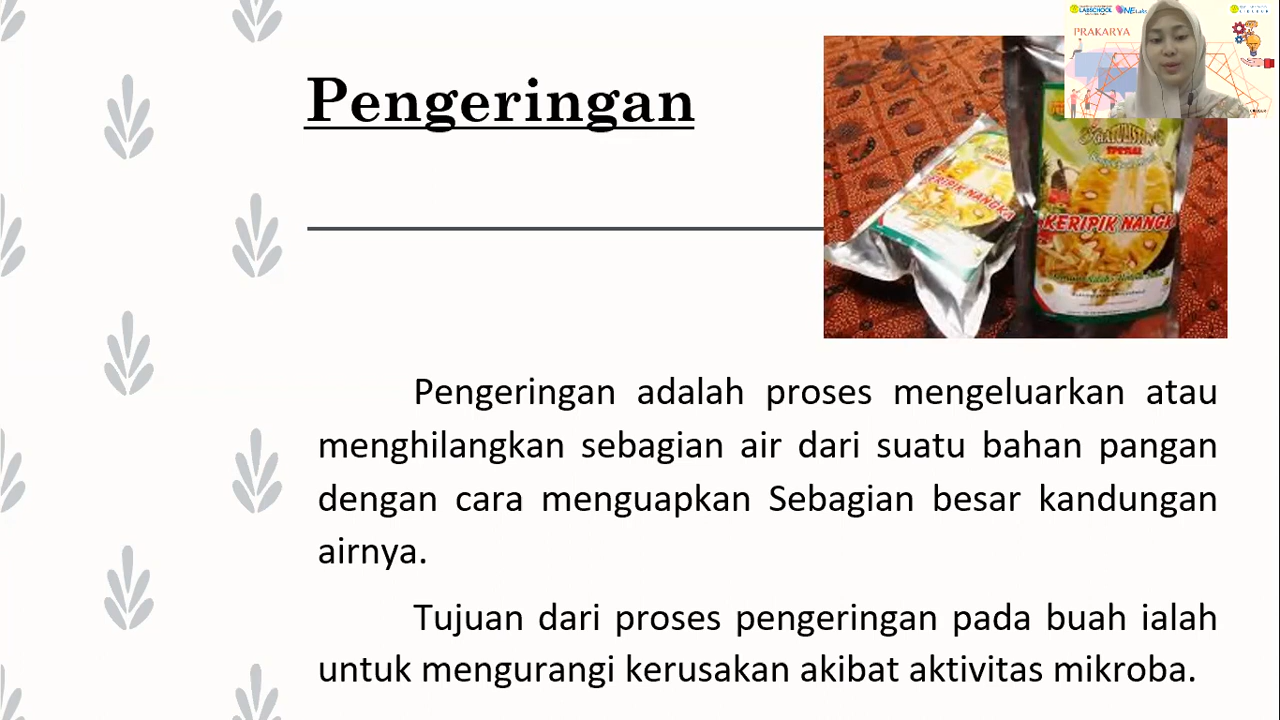 Pengeringan
LABSCHOOL
PRAKARYA
SPESIAL
KERIPIK NANGKA
KERIPIK NANGKA
Pengeringan adalah proses mengeluarkan atau
menghilangkan sebagian air dari suatu bahan pangan
dengan cara menguapkan Sebagian besar kandungan
airnya.
Tujuan dari proses pengeringan pada buah ialah
untuk mengurangi kerusakan akibat aktivitas mikroba.